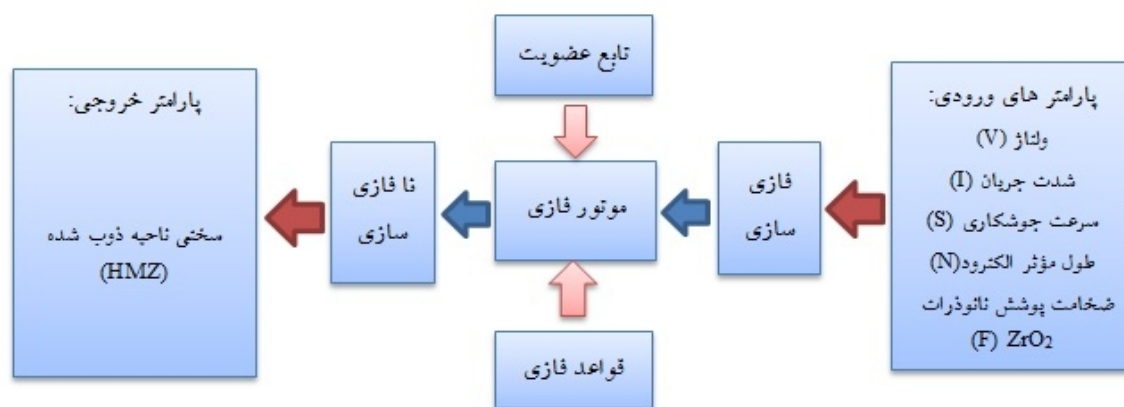 پارامتر های ورودی:
ولتاژ (V)
شدت جریان (I)
سرعت جوشکاری (S)
طول مؤثر الکترود(N)
ضخامت پوشش نانوذرات
ZrO₂ (F)
فازی
سازی
تابع عضویت
موتور فازی
قواعد فازی
نا فازی
سازی
پارامتر خروجی:
سختی ناحیه ذوب شده
(HMZ)